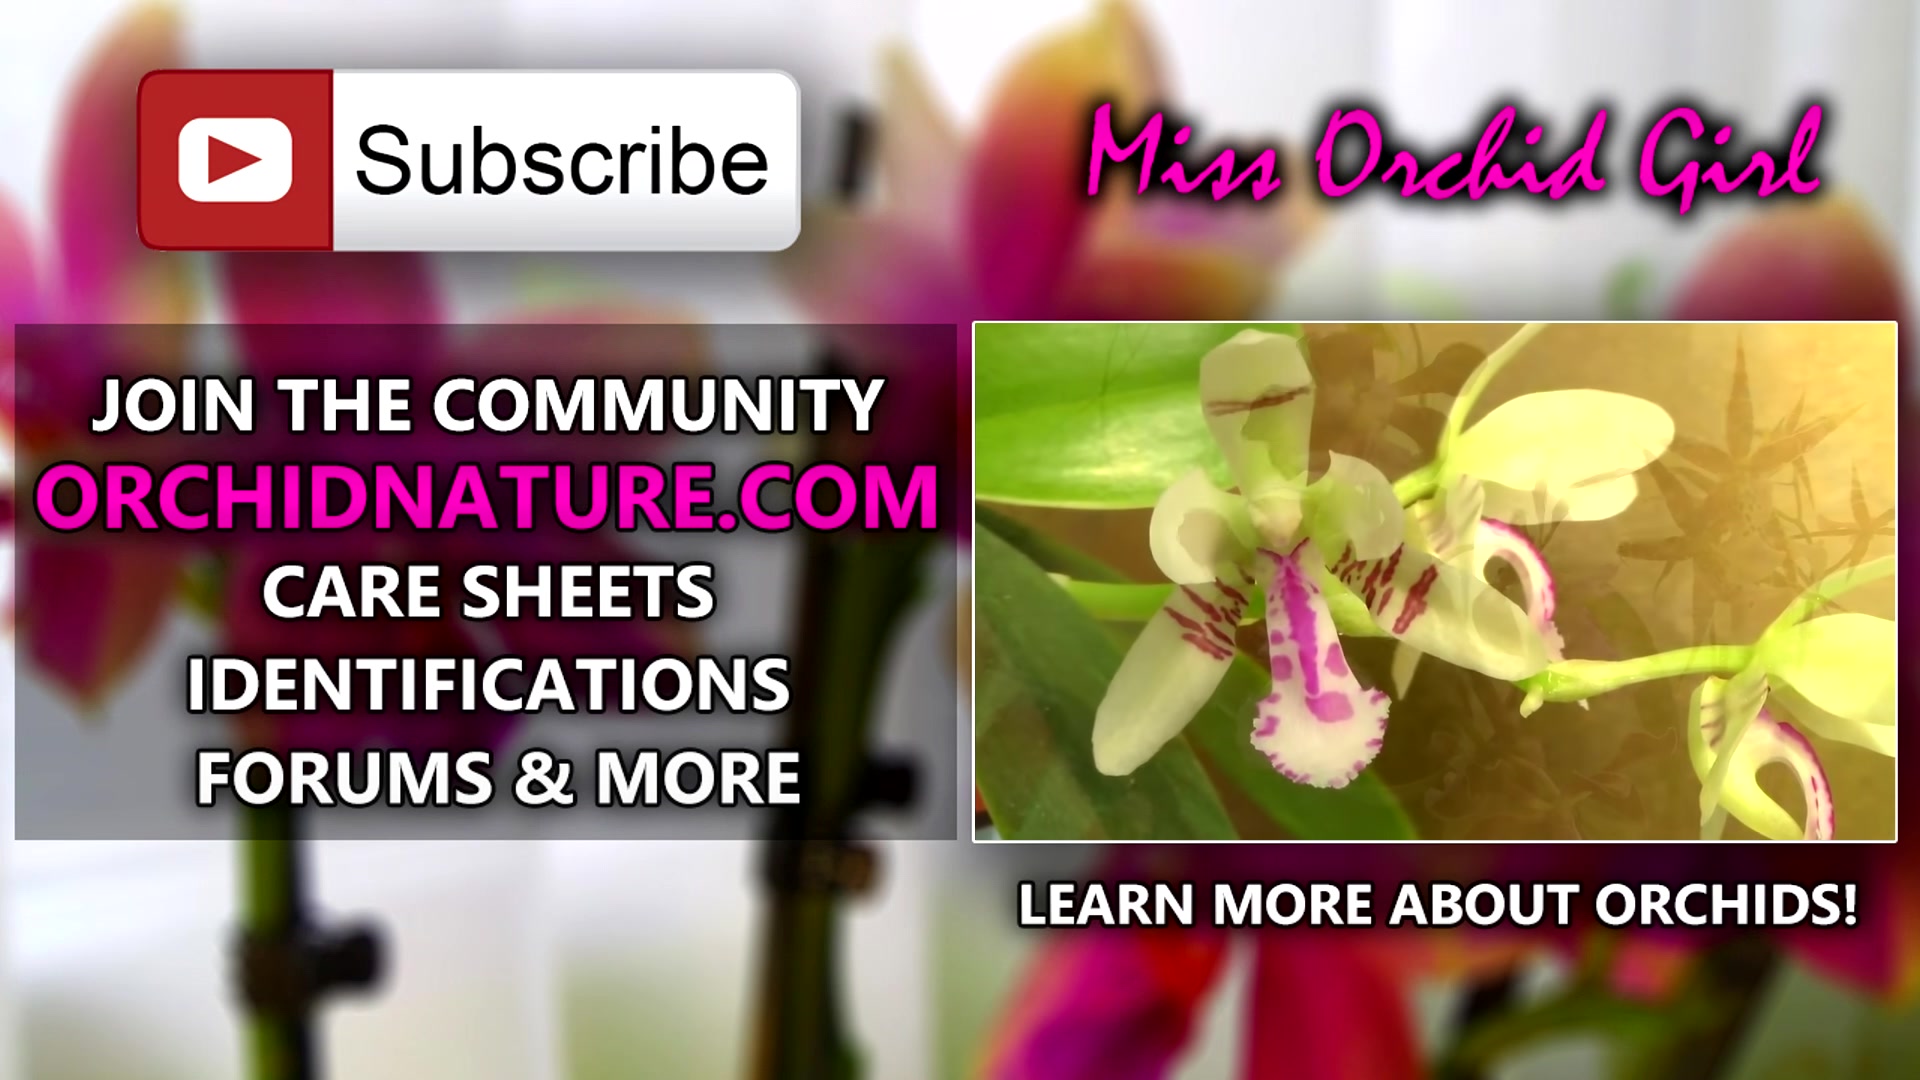 Subscribe
Miss Orchid Girl
JOIN THE COMMUNITY
ORCHIDNATURE.COM
CARE SHEETS
IDENTIFICATIONS
FORUMS & MORE
LEARN MORE ABOUT ORCHIDS!